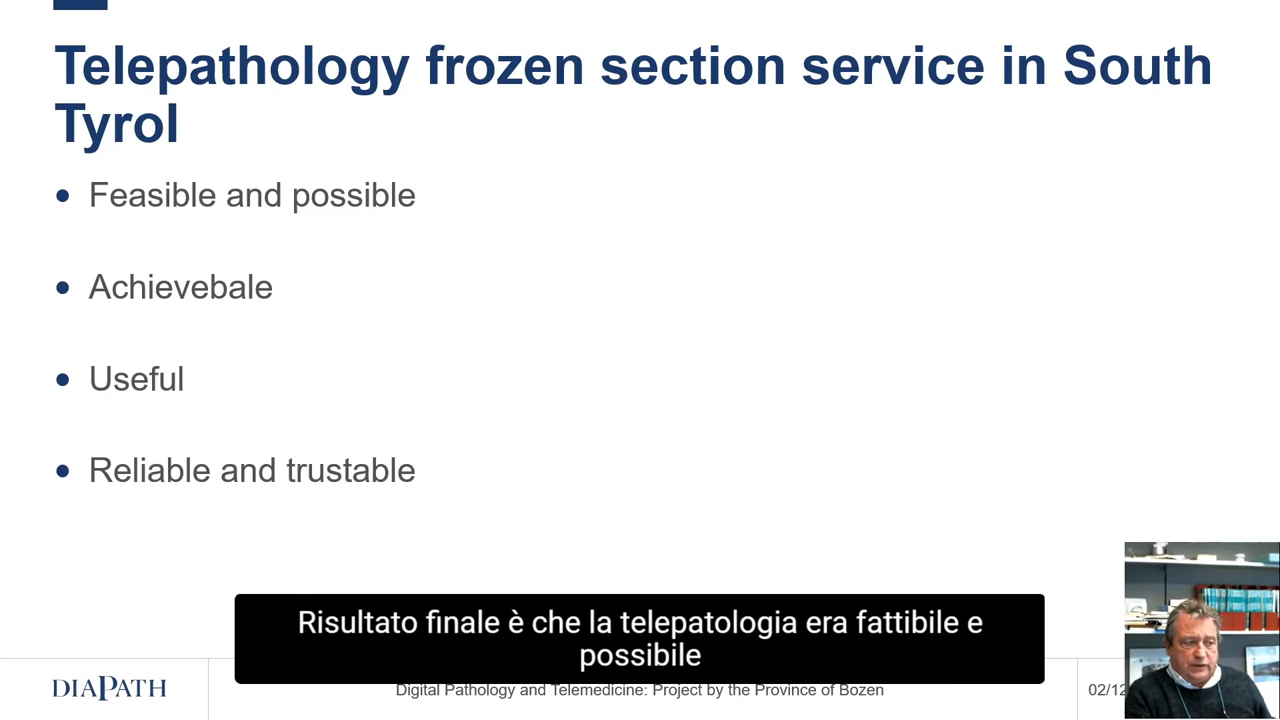 Telepathology frozen section service in South
Tyrol
• Feasible and possible
• Achievebale
• Useful
• Reliable and trustable
Risultato finale è che la telepatologia era fattibile e
possibile
DIAPATH
Digital Pathology and Telemedicine: Project by the Province of Bozen
02/12